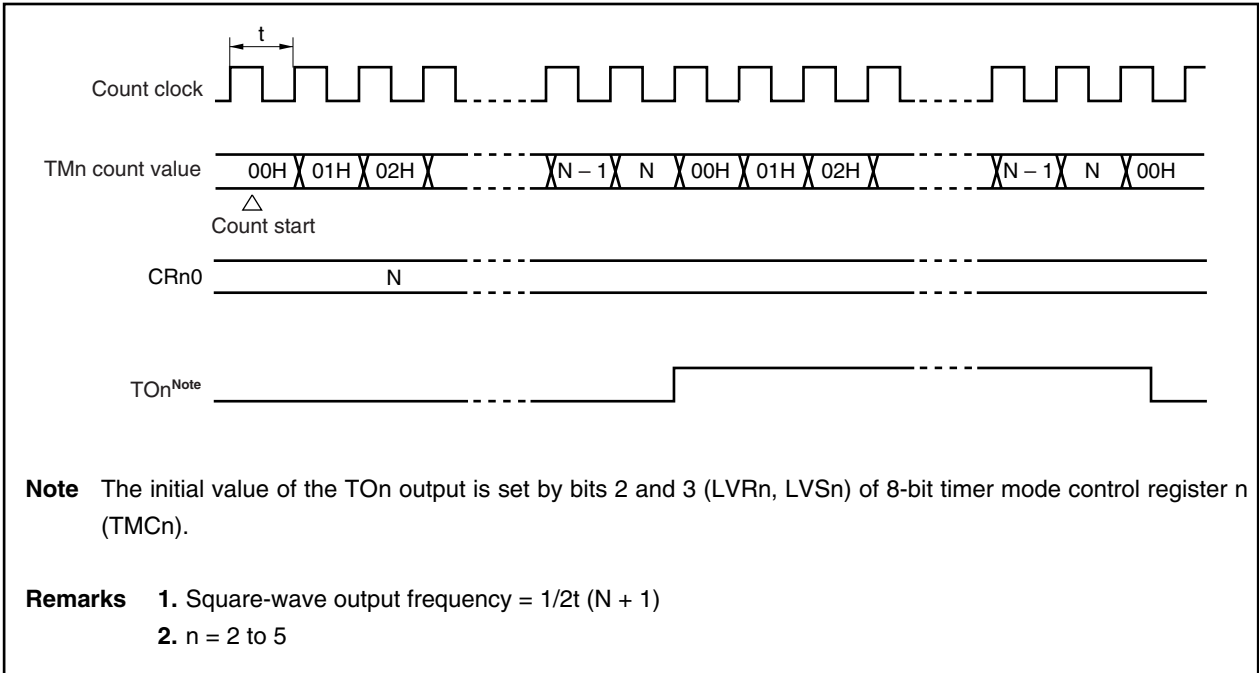 t
Count clock
TMn count value 00H 01H 02H N – 1 N 00H 01H 02H N – 1 N 00H
Count start
CRn0 N
TOnNote
Note The initial value of the TOn output is set by bits 2 and 3 (LVRn, LVSn) of 8-bit timer mode control register n
(TMCn).
Remarks 1. Square-wave output frequency = 1/2t (N + 1)
2. n = 2 to 5